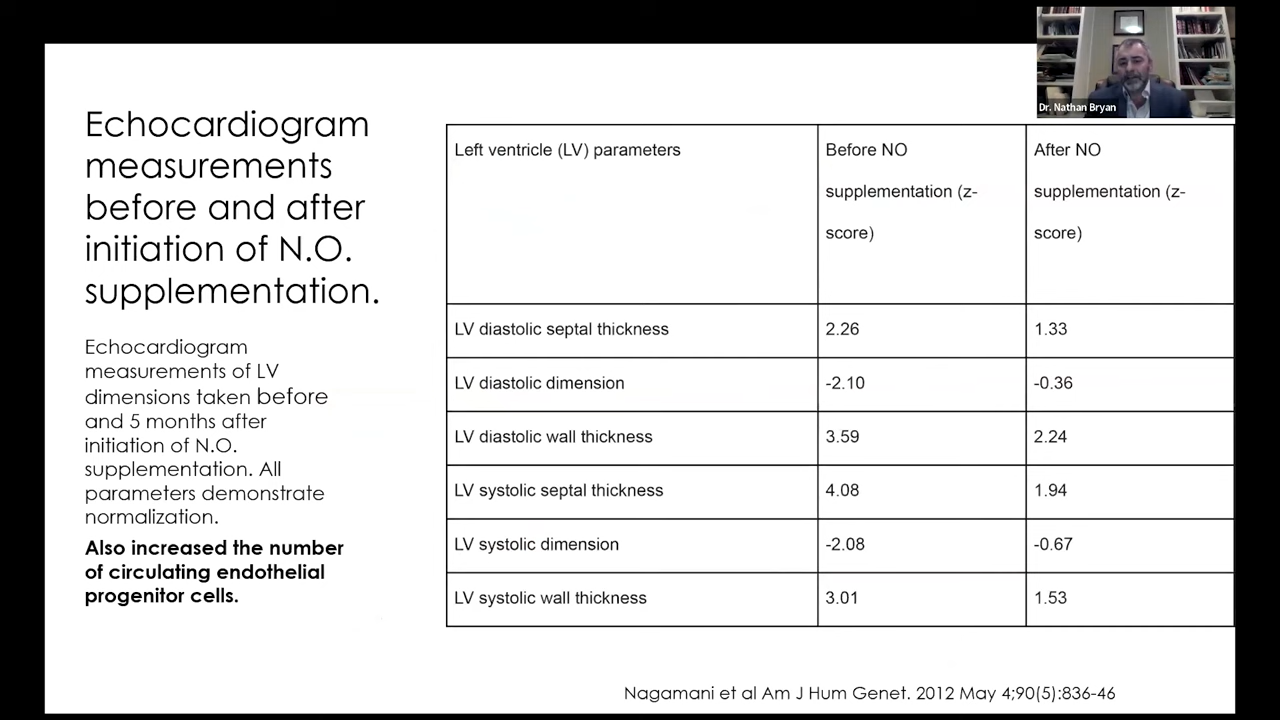 Dr. Nathan Bryan
Echocardiogram
measurements
before and after
initiation of N.O.
supplementation.
Echocardiogram
measurements of LV
dimensions taken before
and 5 months after
initiation of N.O.
supplementation. All
parameters demonstrate
normalization.
Also increased the number
of circulating endothelial
progenitor cells.
Left ventricle (LV) parameters
Before NO
supplementation (z-
score)
After NO
supplementation (z-
score)
LV diastolic septal thickness 2.26 1.33
LV diastolic dimension -2.10 -0.36
LV diastolic wall thickness 3.59 2.24
LV systolic septal thickness 4.08 1.94
LV systolic dimension -2.08 -0.67
LV systolic wall thickness 3.01 1.53
Nagamani et al Am J Hum Genet. 2012 May 4;90(5):836-46